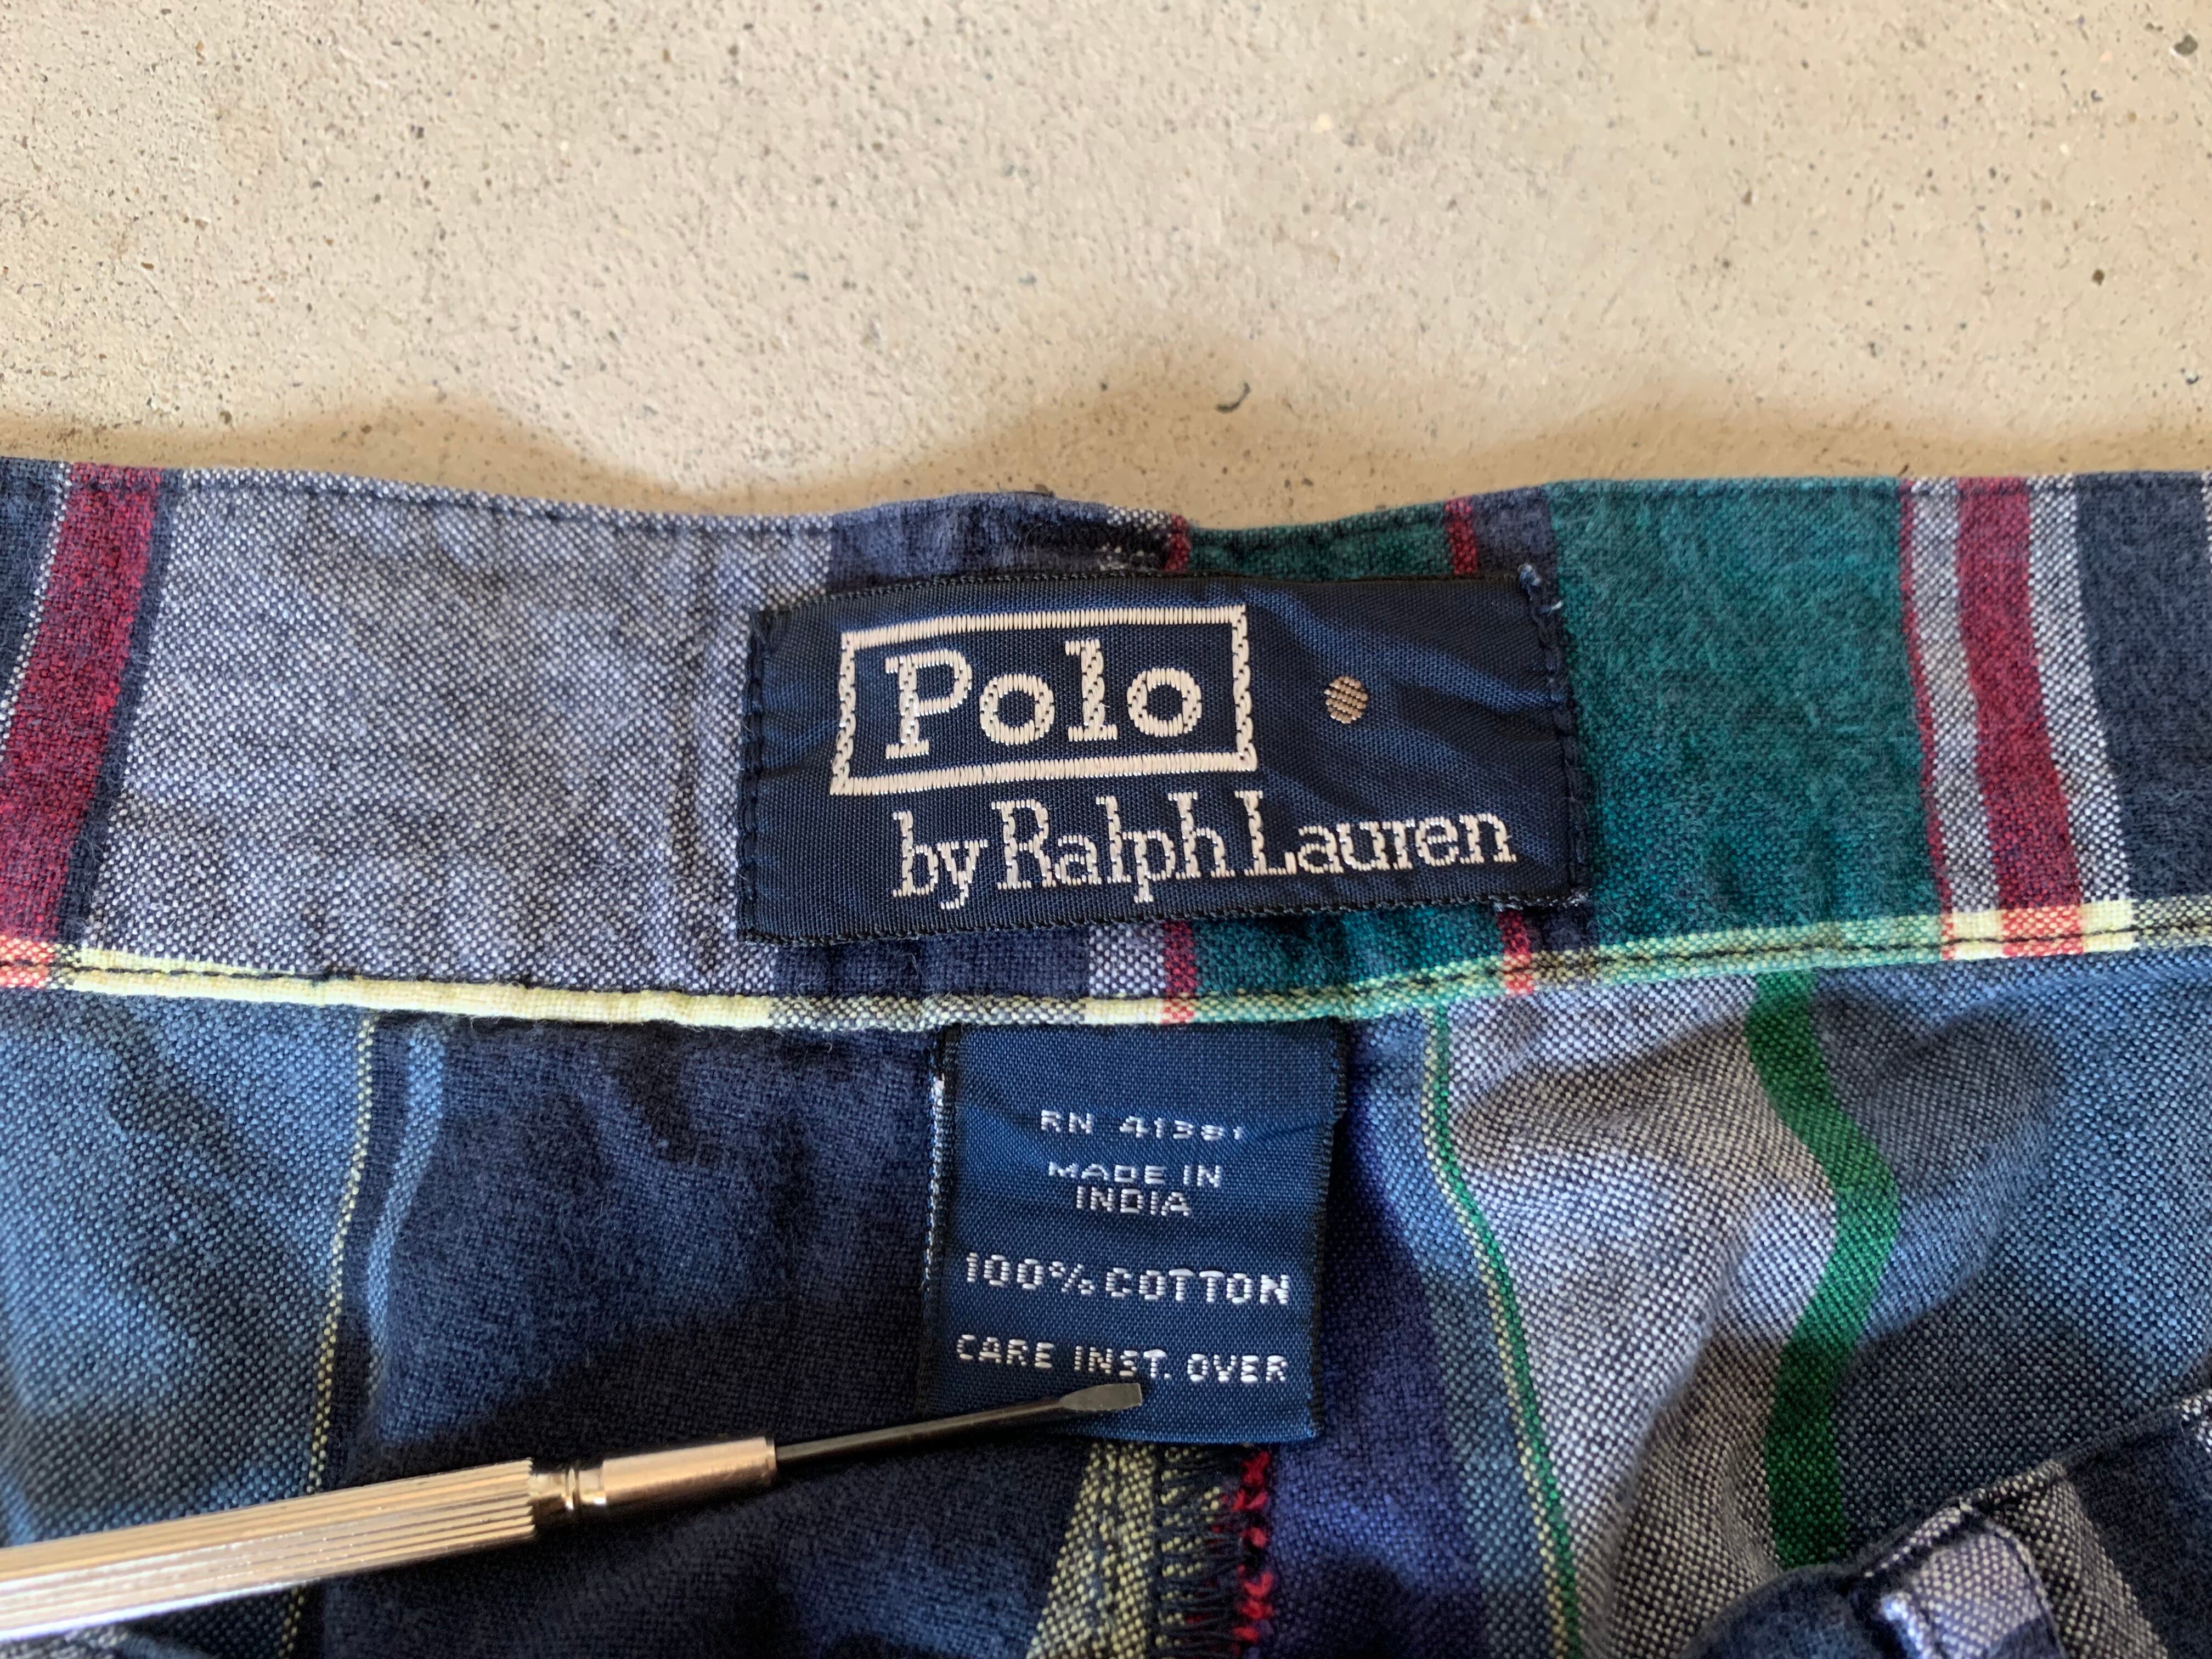 Polo
by Ralph Lauren
RN 41381
MADE IN
INDIA
100% COTTON
CARE INST. OVER